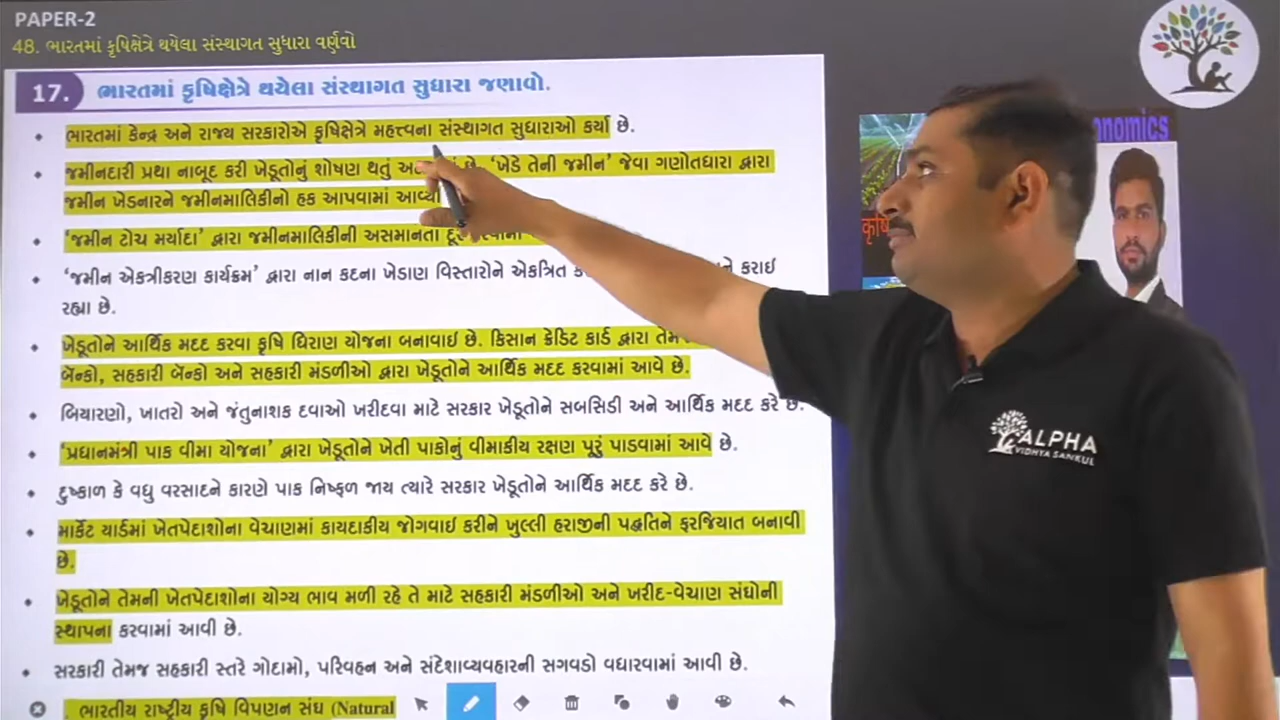 PAPER-2
48. ભારતમાં કૃષિક્ષેત્રે થયેલા સંસ્થાગત સુધારા વર્ણવો
17. ભારતમાં કૃષિક્ષેત્રે થયેલા સંસ્થાગત સુધારા જણાવો.
• ભારતમાં કેન્દ્ર અને રાજ્ય સરકારોએ કૃષિક્ષેત્રે મહત્ત્વના સંસ્થાગત સુધારાઓ કર્યા છે.
• જમીનદારી પ્રથા નાબૂદ કરી ખેડૂતોનું શોષણ થતું છે. 'ખેડે તેની જમીન' જેવા ગણોતધારા દ્વારા
જમીન ખેડનારને જમીનમાલિકીનો હક આપવામાં આવ્યો
• 'જમીન ટોચ મર્યાદા' દ્વારા જમીનમાલિકીની અસમાનતા
• 'જમીન એકત્રીકરણ કાર્યક્રમ' દ્વારા નાન કદના ખેડાણ વિસ્તારોને એકત્રિત કરાઈ
રહ્યા છે.
• ખેડૂતોને આર્થિક મદદ કરવા કૃષિ ધિરાણ યોજના બનાવાઈ છે. કિસાન ક્રેડિટ કાર્ડ દ્વારા
બૅન્કો, સહકારી બૅન્કો અને સહકારી મંડળીઓ દ્વારા ખેડૂતોને આર્થિક મદદ કરવામાં આવે છે.
• બિયારણો, ખાતરો અને જંતુનાશક દવાઓ ખરીદવા માટે સરકાર ખેડૂતોને સબસિડી અને આર્થિક મદદ કરે છે.
• 'પ્રધાનમંત્રી પાક વીમા યોજના' દ્વારા ખેડૂતોને ખેતી પાકોનું વીમાકીય રક્ષણ પૂરું પાડવામાં આવે છે.
• દુષ્કાળ કે વધુ વરસાદને કારણે પાક નિષ્ફળ જાય ત્યારે સરકાર ખેડૂતોને આર્થિક મદદ કરે છે.
• માર્કેટ યાર્ડમાં ખેતપેદાશોના વેચાણમાં કાયદાકીય જોગવાઈ કરીને ખુલ્લી હરાજીની પદ્ધતિને ફરજિયાત બનાવી
છે.
• ખેડૂતોને તેમની ખેતપેદાશોના યોગ્ય ભાવ મળી રહે તે માટે સહકારી મંડળીઓ અને ખરીદ-વેચાણ સંઘોની
સ્થાપના કરવામાં આવી છે.
• સરકારી તેમજ સહકારી સ્તરે ગોદામો, પરિવહન અને સંદેશાવ્યવહારની સગવડો વધારવામાં આવી છે.
ભારતીય રાષ્ટ્રીય કૃષિ વિપણન સંઘ (Natural
ALPHA
VIDHYA SANKUL